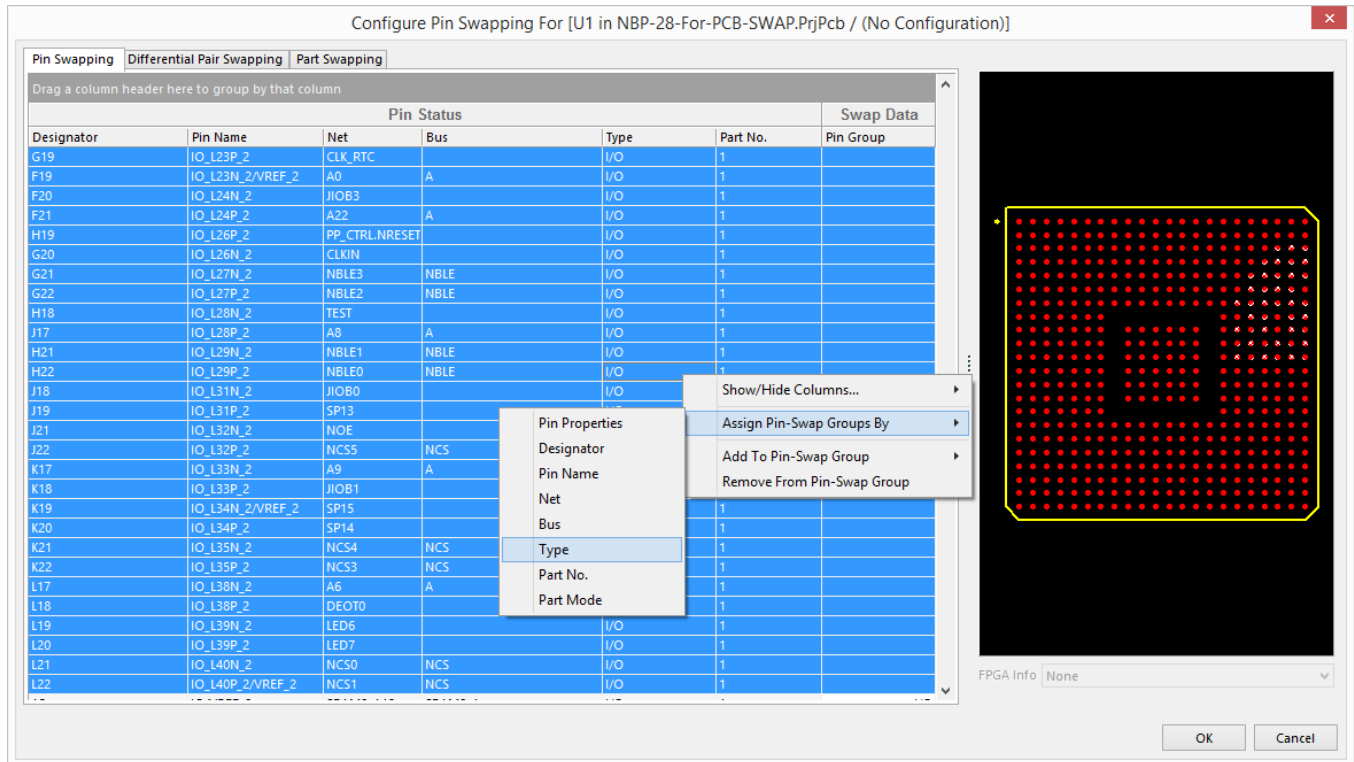 Configure Pin Swapping For [U1 in NBP-28-For-PCB-SWAP.PrjPcb / (No Configuration)]
Pin Swapping Differential Pair Swapping Part Swapping
Drag a column header here to group by that column
Pin Status Swap Data
Designator Pin Name Net Bus Type Part No. Pin Group
G19 IO_L23P_2 CLK_RTC I/O 1
F19 IO_L23N_2/VREF_2 A0 A I/O 1
F20 IO_L24N_2 JIOB3 I/O 1
F21 IO_L24P_2 A22 A I/O 1
H19 IO_L26P_2 PP_CTRL.NRESET I/O 1
G20 IO_L26N_2 CLKIN I/O 1
G21 IO_L27N_2 NBLE3 NBLE I/O 1
G22 IO_L27P_2 NBLE2 NBLE I/O 1
H18 IO_L28N_2 TEST I/O 1
J17 IO_L28P_2 A8 A I/O 1
H21 IO_L29N_2 NBLE1 NBLE I/O 1
H22 IO_L29P_2 NBLE0 NBLE I/O 1
J18 IO_L31N_2 JIOB0 I/O
J19 IO_L31P_2 SP13
J21 IO_L32N_2 NOE
J22 IO_L32P_2 NCS5 NCS
K17 IO_L33N_2 A9 A
K18 IO_L33P_2 JIOB1
K19 IO_L34N_2/VREF_2 SP15 1
K20 IO_L34P_2 SP14 1
K21 IO_L35N_2 NCS4 NCS 1
K22 IO_L35P_2 NCS3 NCS 1
L17 IO_L38N_2 A6 A 1
L18 IO_L38P_2 DEOT0 1
L19 IO_L39N_2 LED6 I/O 1
L20 IO_L39P_2 LED7 I/O 1
L21 IO_L40N_2 NCS0 NCS I/O 1
L22 IO_L40P_2/VREF_2 NCS1 NCS I/O 1
Show/Hide Columns...
Assign Pin-Swap Groups By
Add To Pin-Swap Group
Remove From Pin-Swap Group
Pin Properties
Designator
Pin Name
Net
Bus
Type
Part No.
Part Mode
FPGA Info None
OK Cancel